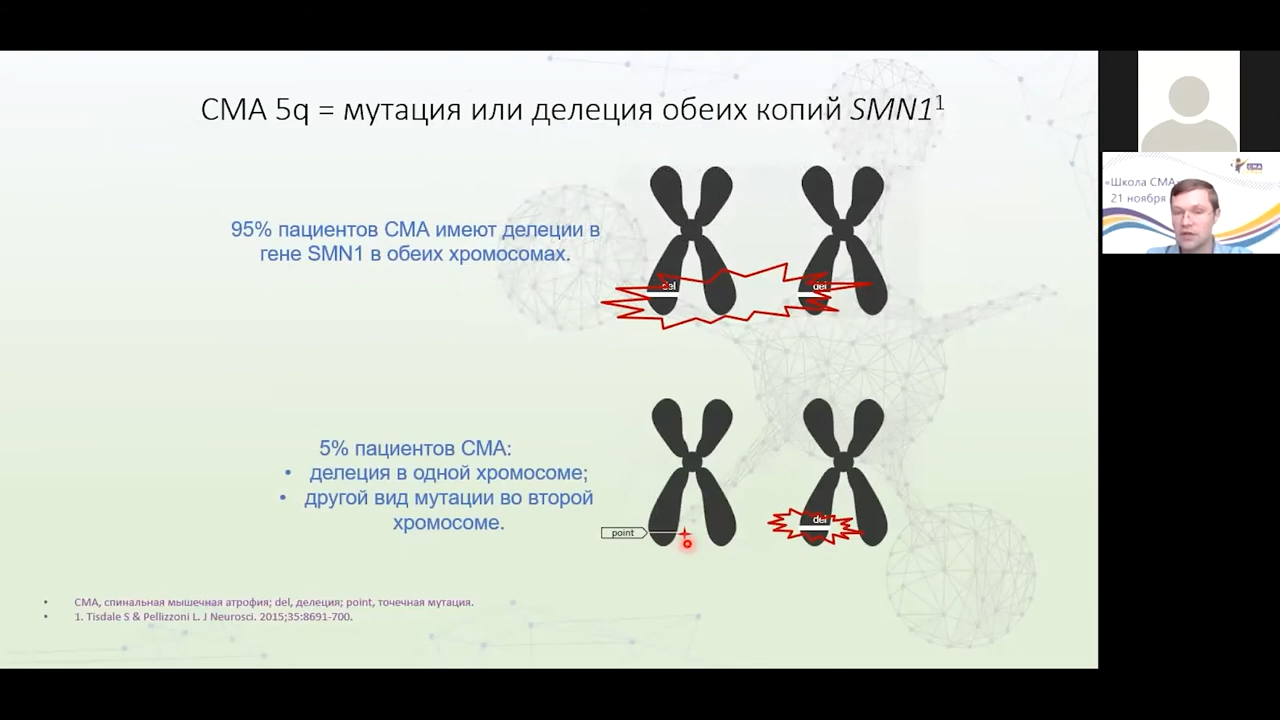 СМА 5q = мутация или делеция обеих копий SMN1¹
95% пациентов СМА имеют делеции в
гене SMN1 в обеих хромосомах.
del
del
5% пациентов СМА:
• делеция в одной хромосоме;
• другой вид мутации во второй
хромосоме.
point
del
• СМА, спинальная мышечная атрофия; del, делеция; point, точечная мутация.
• 1. Tisdale S & Pellizzoni L. J Neurosci. 2015;35:8691-700.
СМА
«Школа СМА
21 ноября